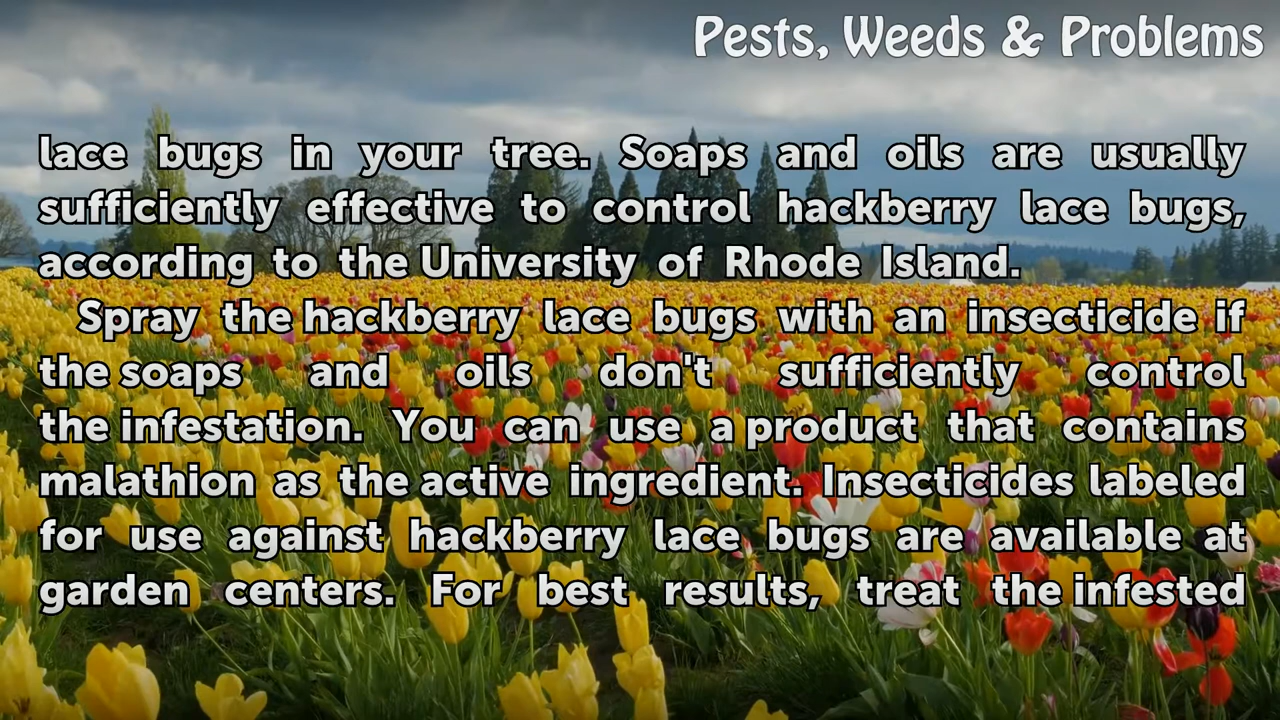 Pests, Weeds & Problems
lace bugs in your tree. Soaps and oils are usually
sufficiently effective to control hackberry lace bugs,
according to the University of Rhode Island.
Spray the hackberry lace bugs with an insecticide if
the soaps and oils don't sufficiently control
the infestation. You can use a product that contains
malathion as the active ingredient. Insecticides labeled
for use against hackberry lace bugs are available at
garden centers. For best results, treat the infested